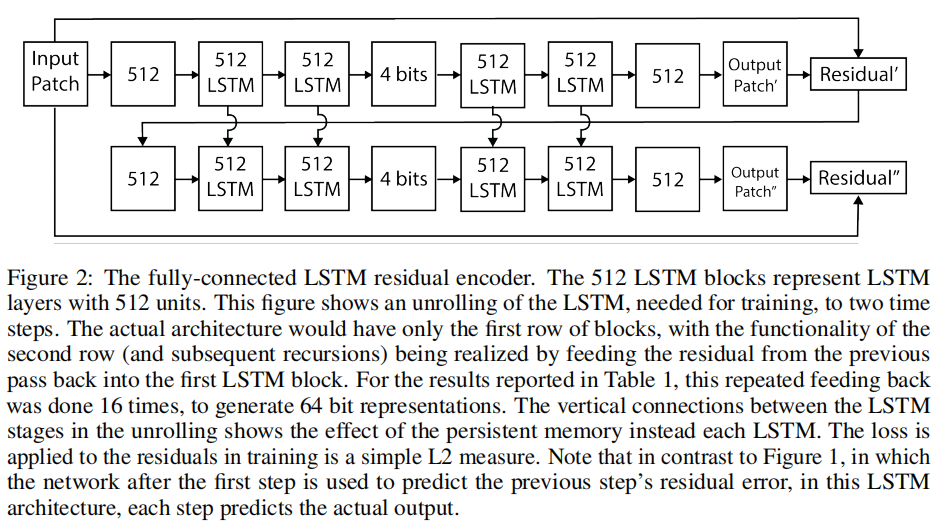 Input
Patch
512
512
LSTM
512
LSTM
4 bits
512
LSTM
512
LSTM
512
Output
Patch'
Residual'
512
512
LSTM
512
LSTM
4 bits
512
LSTM
512
LSTM
512
Output
Patch"
Residual"
Figure 2: The fully-connected LSTM residual encoder. The 512 LSTM blocks represent LSTM
layers with 512 units. This figure shows an unrolling of the LSTM, needed for training, to two time
steps. The actual architecture would have only the first row of blocks, with the functionality of the
second row (and subsequent recursions) being realized by feeding the residual from the previous
pass back into the first LSTM block. For the results reported in Table 1, this repeated feeding back
was done 16 times, to generate 64 bit representations. The vertical connections between the LSTM
stages in the unrolling shows the effect of the persistent memory instead each LSTM. The loss is
applied to the residuals in training is a simple L2 measure. Note that in contrast to Figure 1, in which
the network after the first step is used to predict the previous step's residual error, in this LSTM
architecture, each step predicts the actual output.